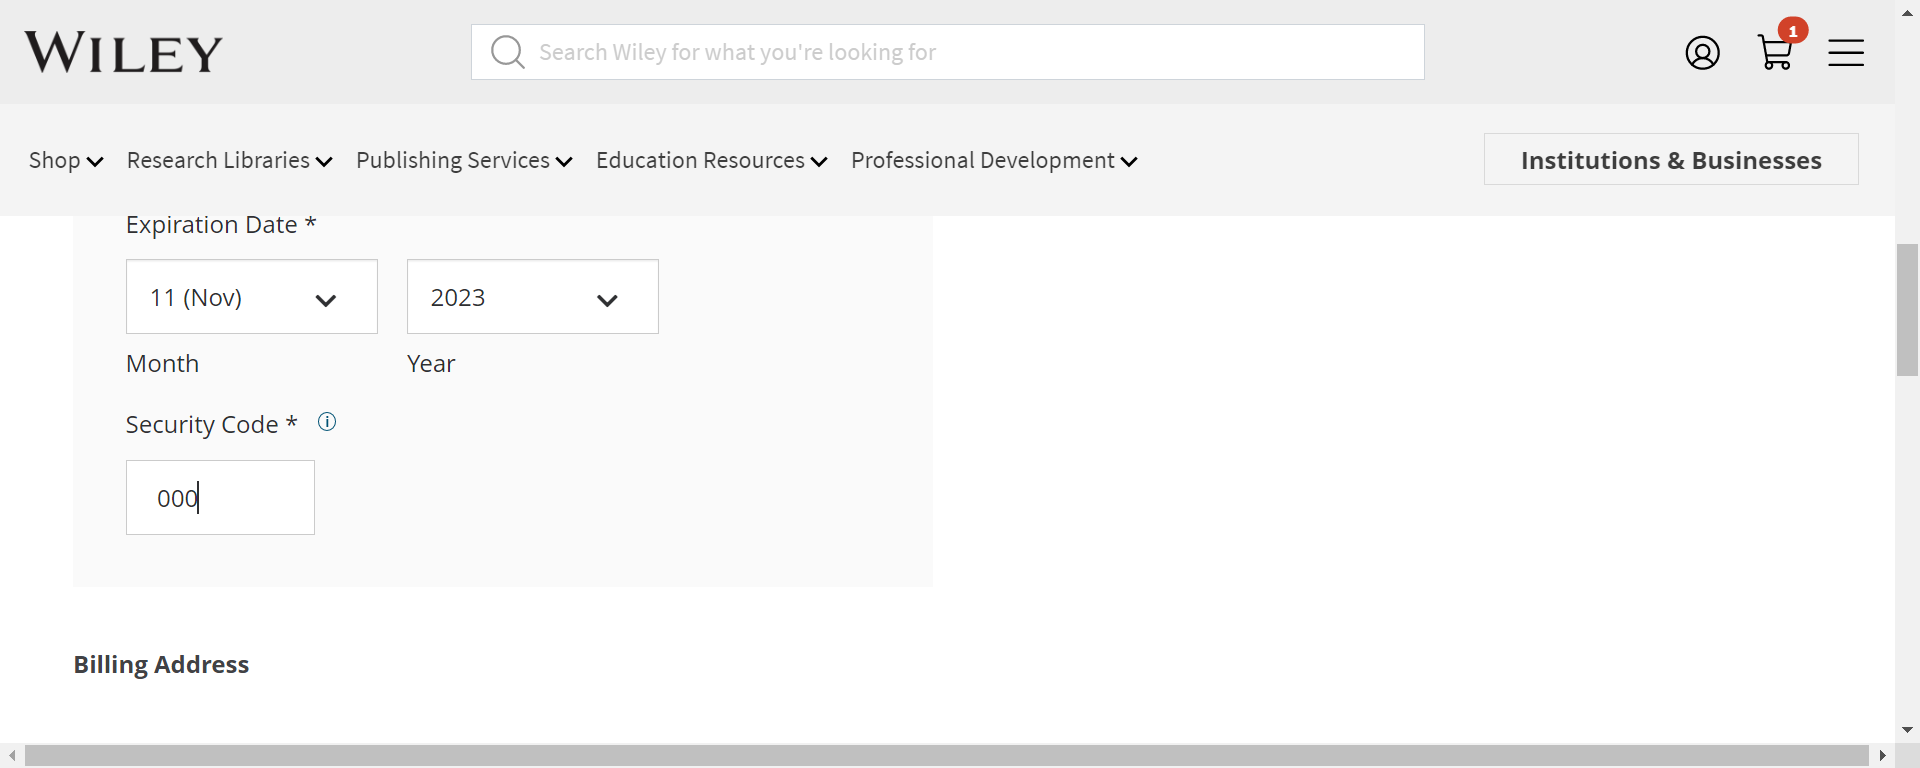 WILEY
Search Wiley for what you're looking for
1
Shop Research Libraries Publishing Services Education Resources Professional Development Institutions & Businesses
Expiration Date *
11 (Nov) 2023
Month Year
Security Code *
000
Billing Address